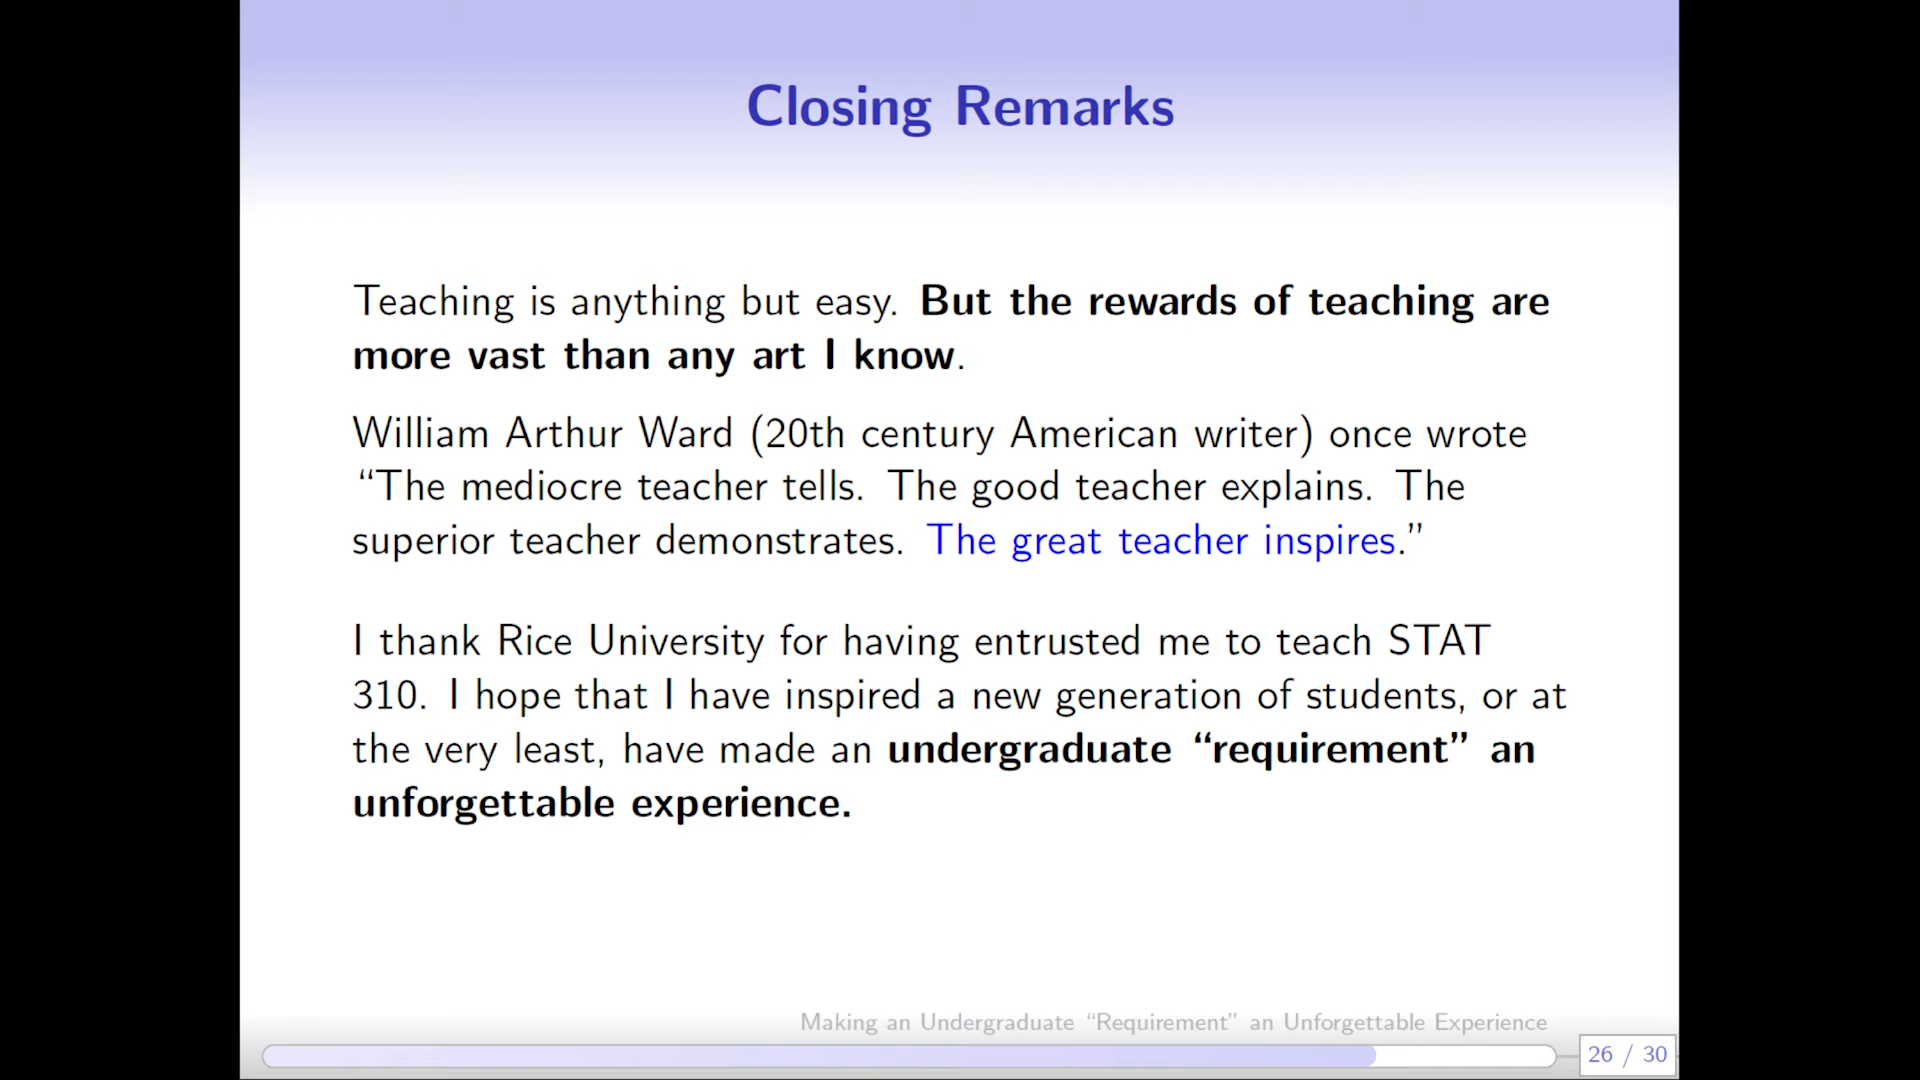 Closing Remarks
Teaching is anything but easy. But the rewards of teaching are
more vast than any art I know.
William Arthur Ward (20th century American writer) once wrote
“The mediocre teacher tells. The good teacher explains. The
superior teacher demonstrates. The great teacher inspires.”
I thank Rice University for having entrusted me to teach STAT
310. I hope that I have inspired a new generation of students, or at
the very least, have made an undergraduate “requirement” an
unforgettable experience.
Making an Undergraduate “Requirement” an Unforgettable Experience
26 / 30